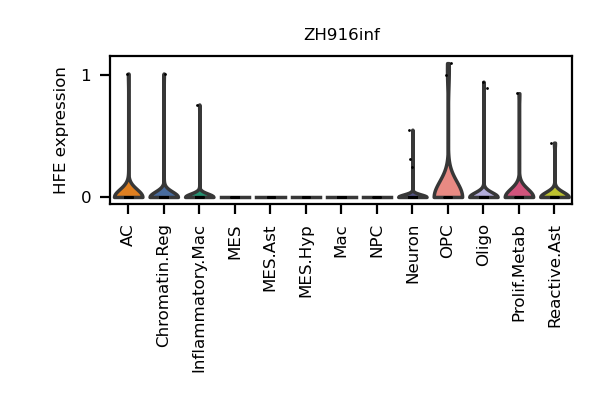 ZH916inf
HFE expression
1
0
AC
Chromatin.Reg
Inflammatory.Mac
MES
MES.Ast
MES.Hyp
Mac
NPC
Neuron
OPC
Oligo
Prolif.Metab
Reactive.Ast